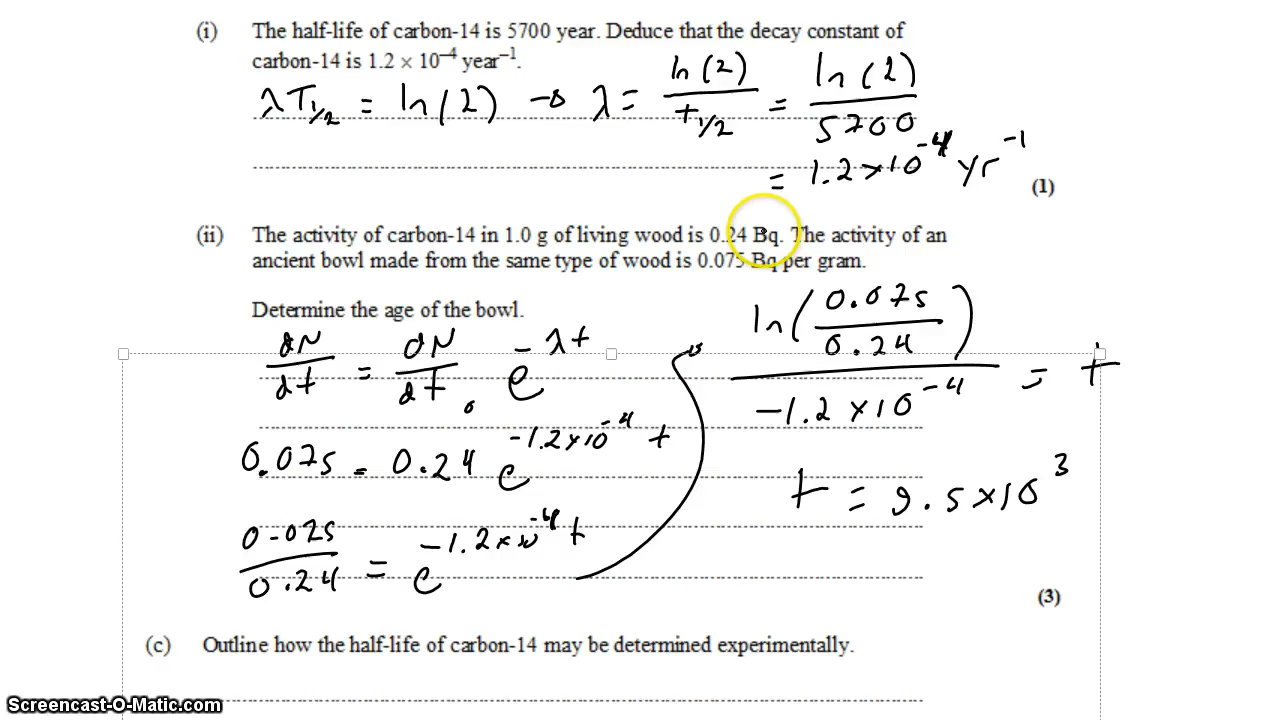 (i) The half-life of carbon-14 is 5700 year. Deduce that the decay constant of
carbon-14 is 1.2 × 10⁻⁴ year⁻¹.
λT₁/₂ = ln(2) → λ = ln(2)/t₁/₂ = ln(2)/5700
= 1.2×10⁻⁴ yr⁻¹
(1)
(ii) The activity of carbon-14 in 1.0 g of living wood is 0.24 Bq. The activity of an
ancient bowl made from the same type of wood is 0.075 Bq per gram.
Determine the age of the bowl.
dN/dt = dN/dt₀ e^(-λt)
0.075 = 0.24 e^(-1.2×10⁻⁴ t)
0.075/0.24 = e^(-1.2×10⁻⁴ t)
ln(0.075/0.24)/(-1.2×10⁻⁴) = t
t = 9.5×10³
(3)
(c) Outline how the half-life of carbon-14 may be determined experimentally.
Screencast-O-Matic.com